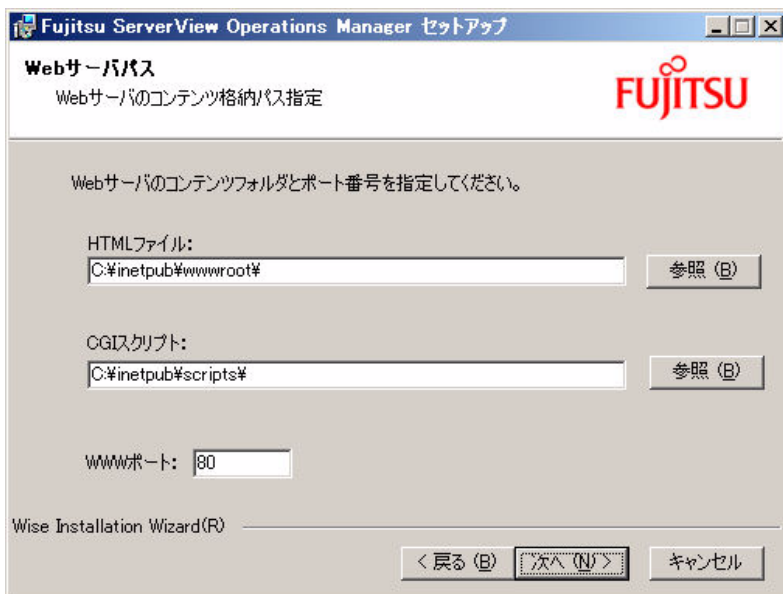 Fujitsu ServerView Operations Manager セットアップ
Webサーバパス
Webサーバのコンテンツ格納パス指定
FUJITSU
Webサーバのコンテンツフォルダとポート番号を指定してください。
HTMLファイル:
C:¥inetpub¥wwwroot¥
参照 (B)
CGIスクリプト:
C:¥inetpub¥scripts¥
参照 (B)
WWWポート: 80
Wise Installation Wizard(R)
< 戻る (B) 次へ (N) > キャンセル